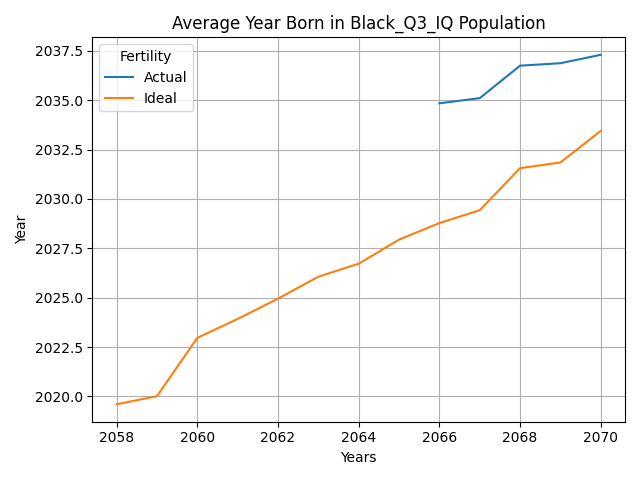 Average Year Born in Black_Q3_IQ Population
Fertility
Actual
Ideal
2037.5
2035.0
2032.5
2030.0
2027.5
2025.0
2022.5
2020.0
Year
2058 2060 2062 2064 2066 2068 2070
Years